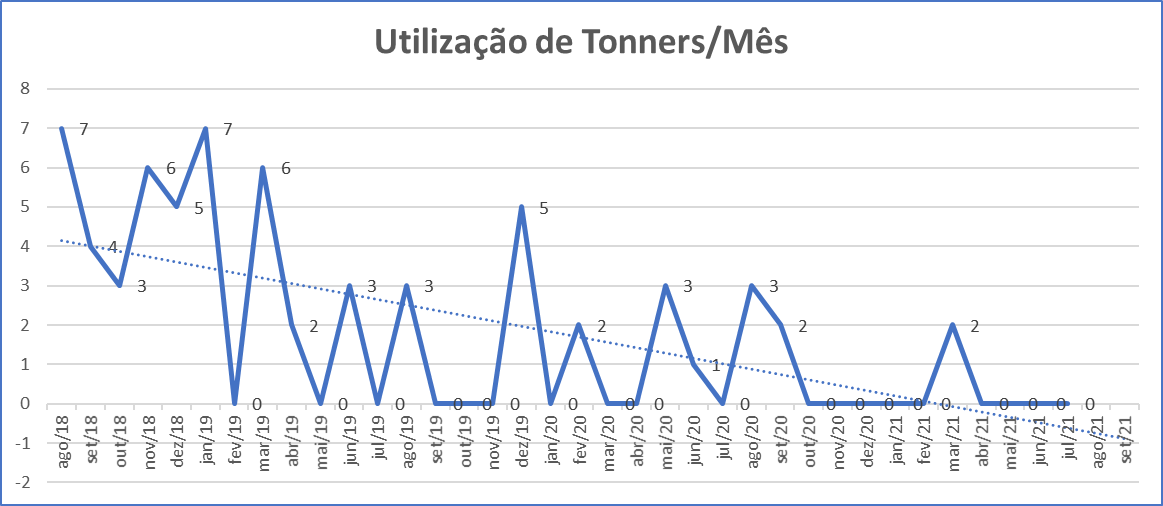 Utilização de Tonners/Mês
8
7
6
5
4
3
2
1
0
-1
-2
7
4
3
6
5
7
0
6
2
0
3
0
3
0
0
0
5
0
2
0
0
3
1
0
3
2
0
0
0
0
0
2
0
0
0
0
ago/18
set/18
out/18
nov/18
dez/18
jan/19
fev/19
mar/19
abr/19
mai/19
jun/19
jul/19
ago/19
set/19
out/19
nov/19
dez/19
jan/20
fev/20
mar/20
abr/20
mai/20
jun/20
jul/20
ago/20
set/20
out/20
nov/20
dez/20
jan/21
fev/21
mar/21
abr/21
mai/21
jun/21
jul/21
ago/21
set/21